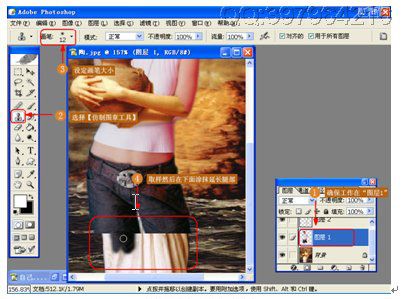 Adobe Photoshop
文件(F) 编辑(E) 图像(I) 图层(L) 选择(S) 滤镜(T) 视图(V) 窗口(W) 帮助(H)
画笔: 12 模式: 正常 不透明度: 100% 流量: 100% 对齐的 用于所有图层
陶.jpg @ 157% (图层 1, RGB/8#)
3 设定画笔大小
2 选择【仿制图章工具】
4 取样然后在下面涂抹延长腿部
1 确保工作在“图层1”
图层
正常 不透明度: 100%
锁定: 填充: 100%
图层 1
背景
156.83% 文档:512.1K/1.79M 点按并拖移以创建副本。要用附加选项，使用 Shift、Alt 和 Ctrl 键。